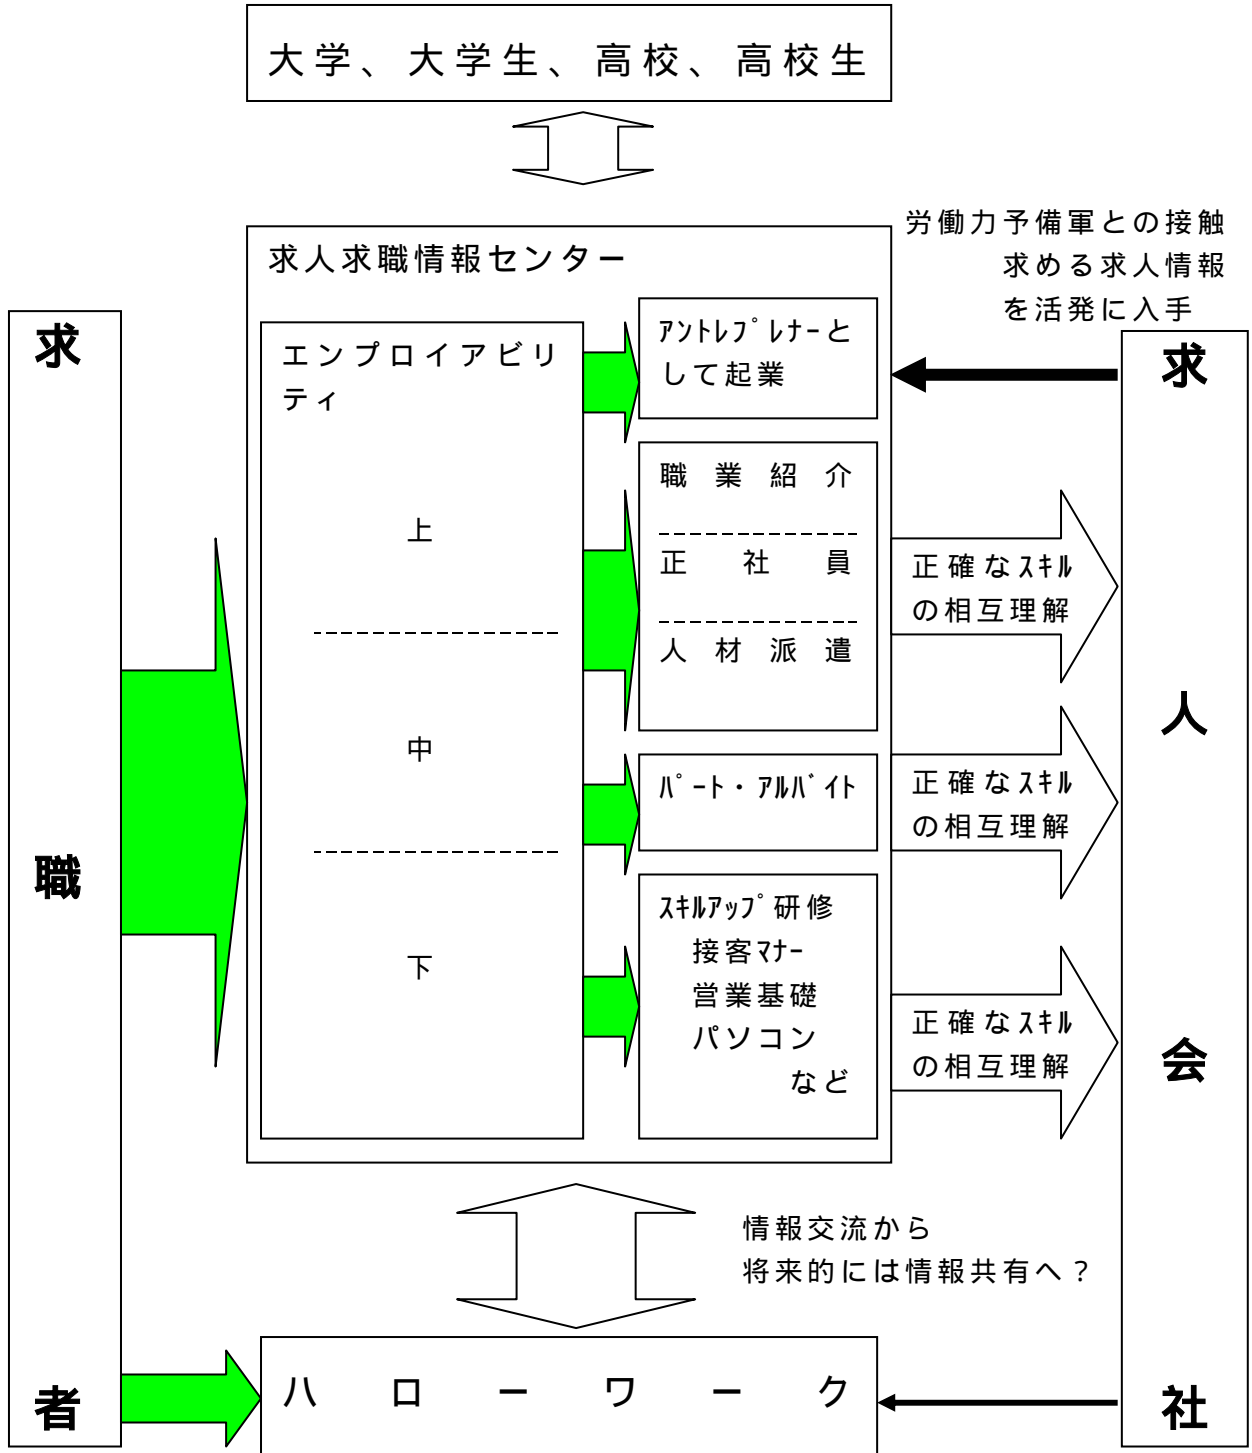 大学、大学生、高校、高校生
労働力予備軍との接触
求める求人情報
を活発に入手
求人求職情報センター
求職者
エンプロイアビリ
ティ
上
中
下
アントレプレナーと
して起業
職業紹介
正社員
人材派遣
パート・アルバイト
スキルアップ研修
接客マナー
営業基礎
パソコン
など
正確なスキル
の相互理解
正確なスキル
の相互理解
正確なスキル
の相互理解
求人会社
情報交流から
将来的には情報共有へ？
ハローワーク